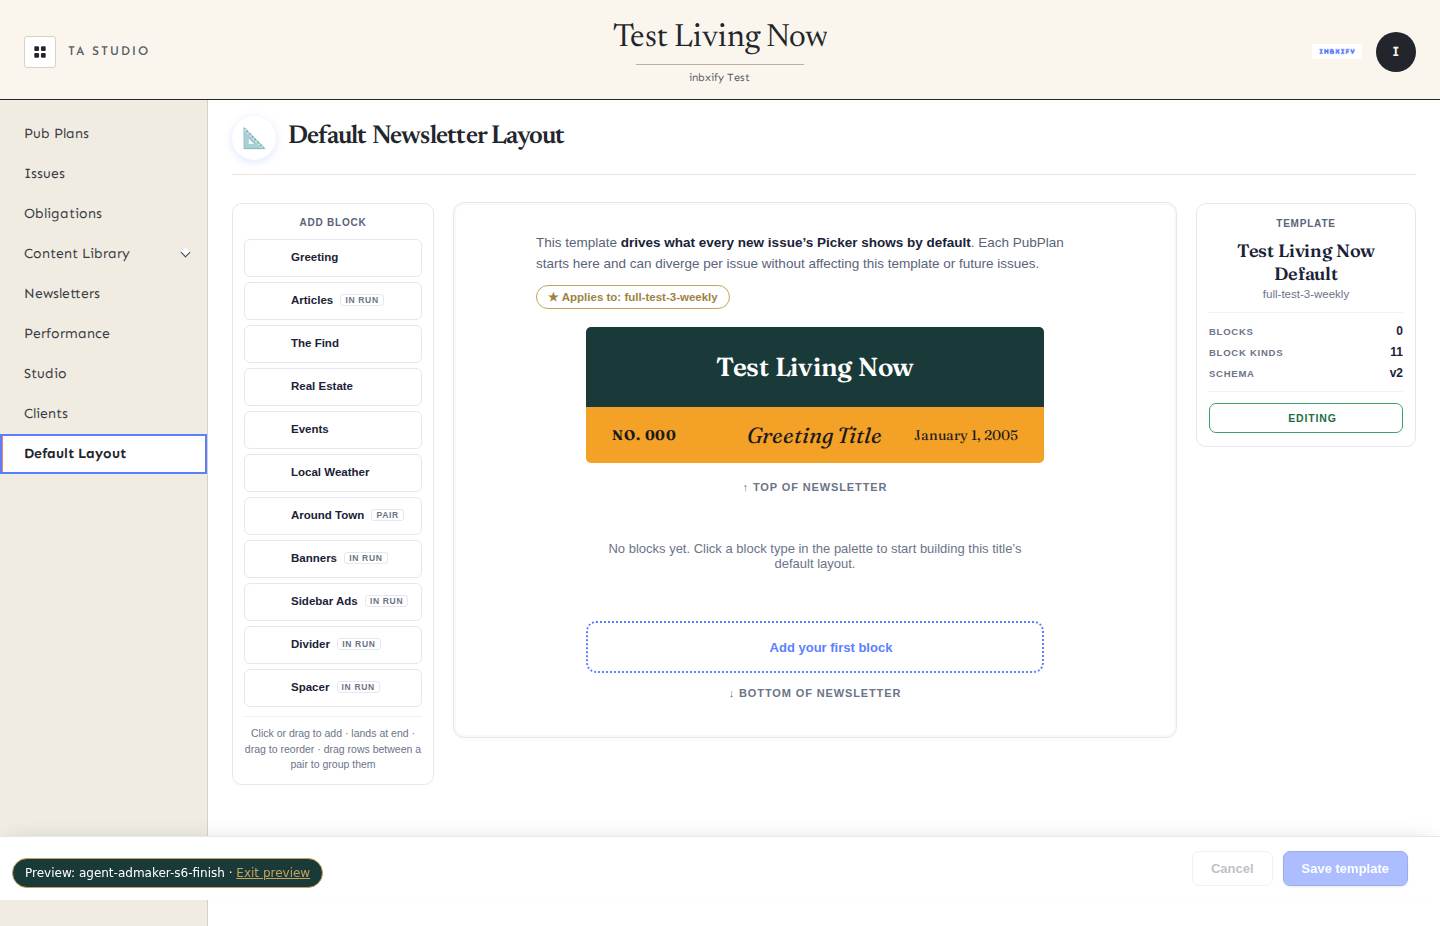 TA STUDIO
Test Living Now
inbxify Test
INBXIFY
I
Pub Plans
Issues
Obligations
Content Library
Newsletters
Performance
Studio
Clients
Default Layout
Default Newsletter Layout
ADD BLOCK
Greeting
Articles IN RUN
The Find
Real Estate
Events
Local Weather
Around Town PAIR
Banners IN RUN
Sidebar Ads IN RUN
Divider IN RUN
Spacer IN RUN
Click or drag to add · lands at end ·
drag to reorder · drag rows between a
pair to group them
This template drives what every new issue's Picker shows by default. Each PubPlan
starts here and can diverge per issue without affecting this template or future issues.
★ Applies to: full-test-3-weekly
Test Living Now
NO. 000 Greeting Title January 1, 2005
↑ TOP OF NEWSLETTER
No blocks yet. Click a block type in the palette to start building this title's
default layout.
Add your first block
↓ BOTTOM OF NEWSLETTER
TEMPLATE
Test Living Now
Default
full-test-3-weekly
BLOCKS 0
BLOCK KINDS 11
SCHEMA v2
EDITING
Preview: agent-admaker-s6-finish · Exit preview
Cancel
Save template